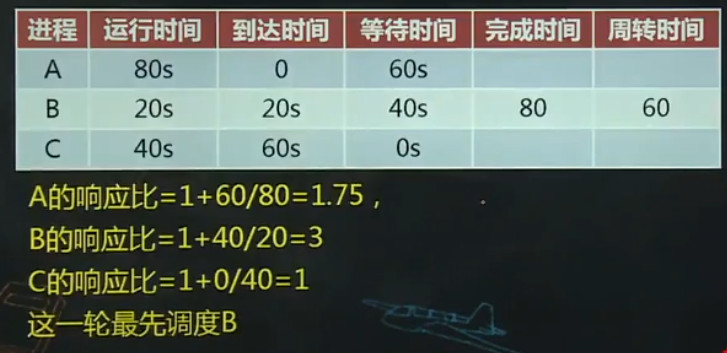 进程 运行时间 到达时间 等待时间 完成时间 周转时间
A 80s 0 60s
B 20s 20s 40s 80 60
C 40s 60s 0s
A的响应比=1+60/80=1.75，
B的响应比=1+40/20=3
C的响应比=1+0/40=1
这一轮最先调度B